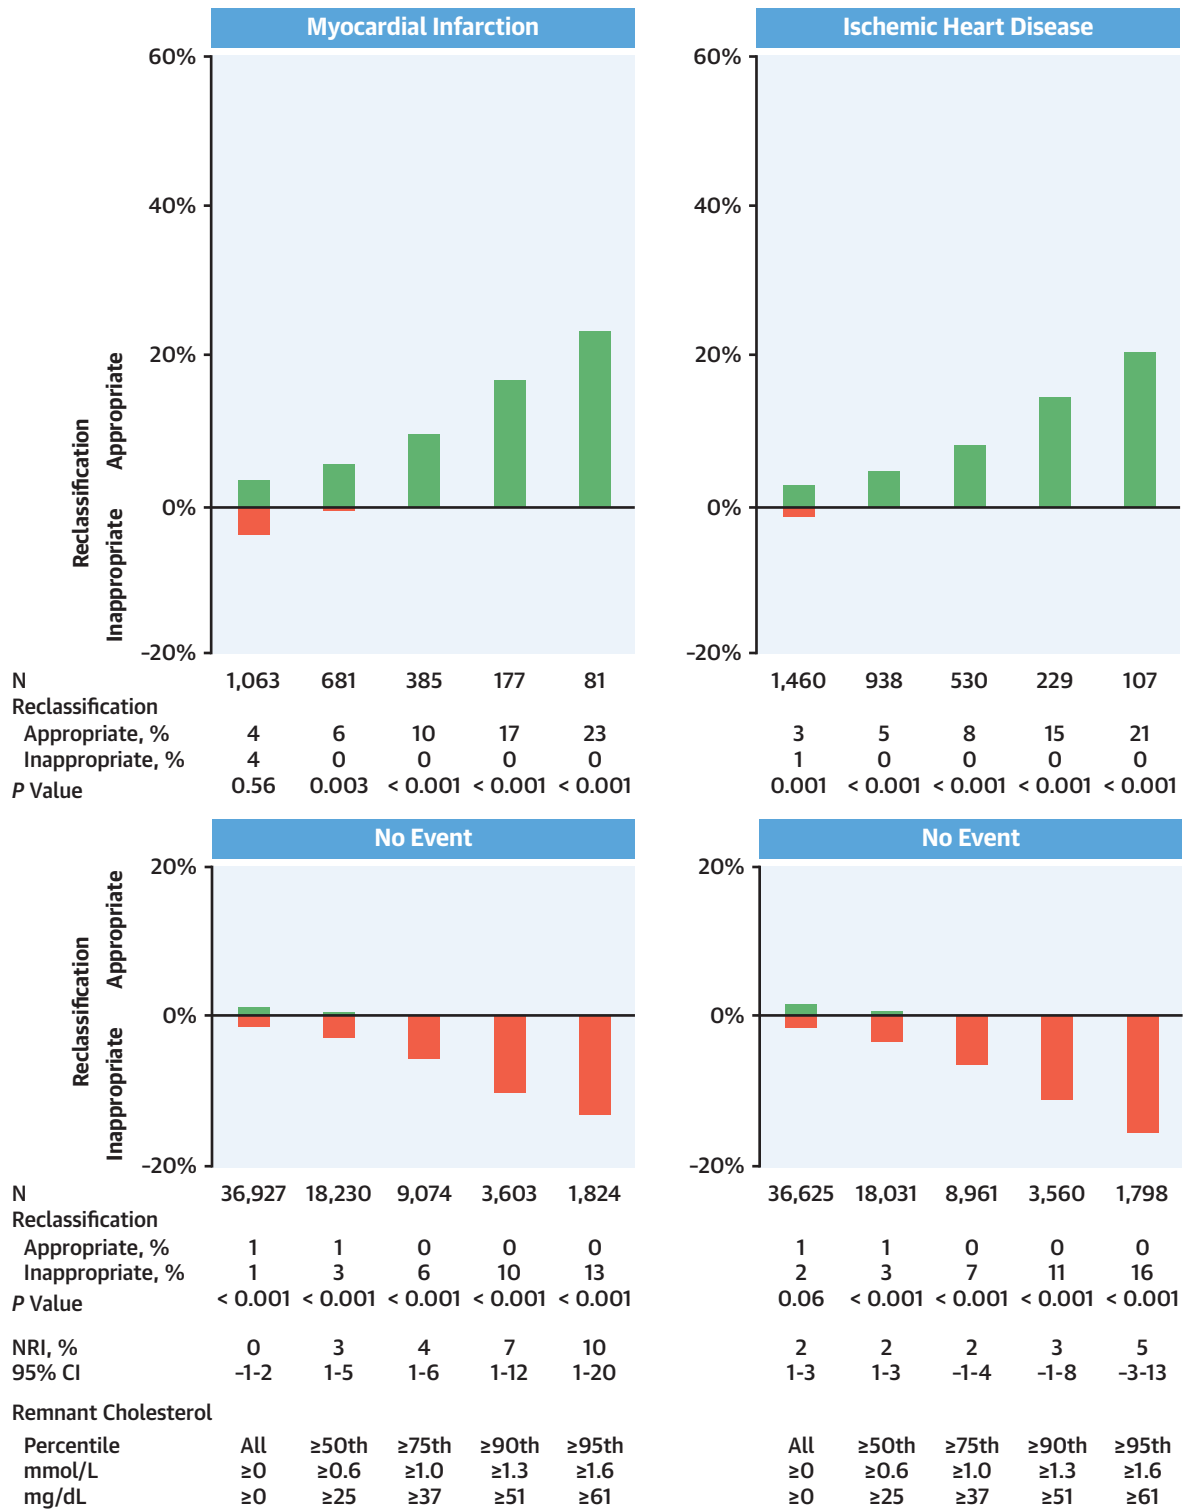 Myocardial Infarction
Ischemic Heart Disease
60%
40%
20%
0%
-20%
60%
40%
20%
0%
-20%
Reclassification
Inappropriate Appropriate
N 1,063 681 385 177 81 1,460 938 530 229 107
Reclassification
Appropriate, % 4 6 10 17 23 3 5 8 15 21
Inappropriate, % 4 0 0 0 0 1 0 0 0 0
P Value 0.56 0.003 < 0.001 < 0.001 < 0.001 0.001 < 0.001 < 0.001 < 0.001 < 0.001
No Event
No Event
20%
0%
-20%
20%
0%
-20%
Reclassification
Inappropriate Appropriate
N 36,927 18,230 9,074 3,603 1,824 36,625 18,031 8,961 3,560 1,798
Reclassification
Appropriate, % 1 1 0 0 0 1 1 0 0 0
Inappropriate, % 1 3 6 10 13 2 3 7 11 16
P Value < 0.001 < 0.001 < 0.001 < 0.001 < 0.001 0.06 < 0.001 < 0.001 < 0.001 < 0.001
NRI, % 0 3 4 7 10 2 2 2 3 5
95% CI -1-2 1-5 1-6 1-12 1-20 1-3 1-3 -1-4 -1-8 -3-13
Remnant Cholesterol
Percentile All ≥50th ≥75th ≥90th ≥95th All ≥50th ≥75th ≥90th ≥95th
mmol/L ≥0 ≥0.6 ≥1.0 ≥1.3 ≥1.6 ≥0 ≥0.6 ≥1.0 ≥1.3 ≥1.6
mg/dL ≥0 ≥25 ≥37 ≥51 ≥61 ≥0 ≥25 ≥37 ≥51 ≥61